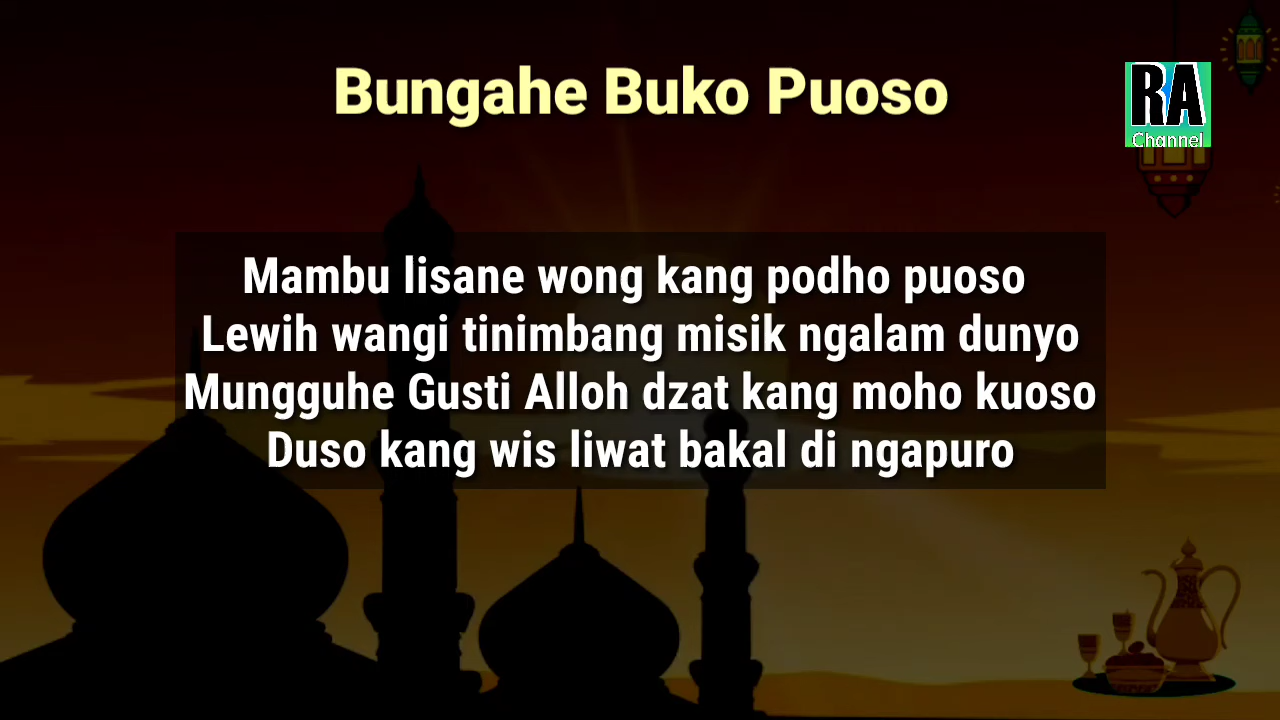 Bungahe Buko Puoso
RA
Channel
Mambu lisane wong kang podho puoso
Lewih wangi tinimbang misik ngalam dunyo
Mungguhe Gusti Alloh dzat kang moho kuoso
Duso kang wis liwat bakal di ngapuro